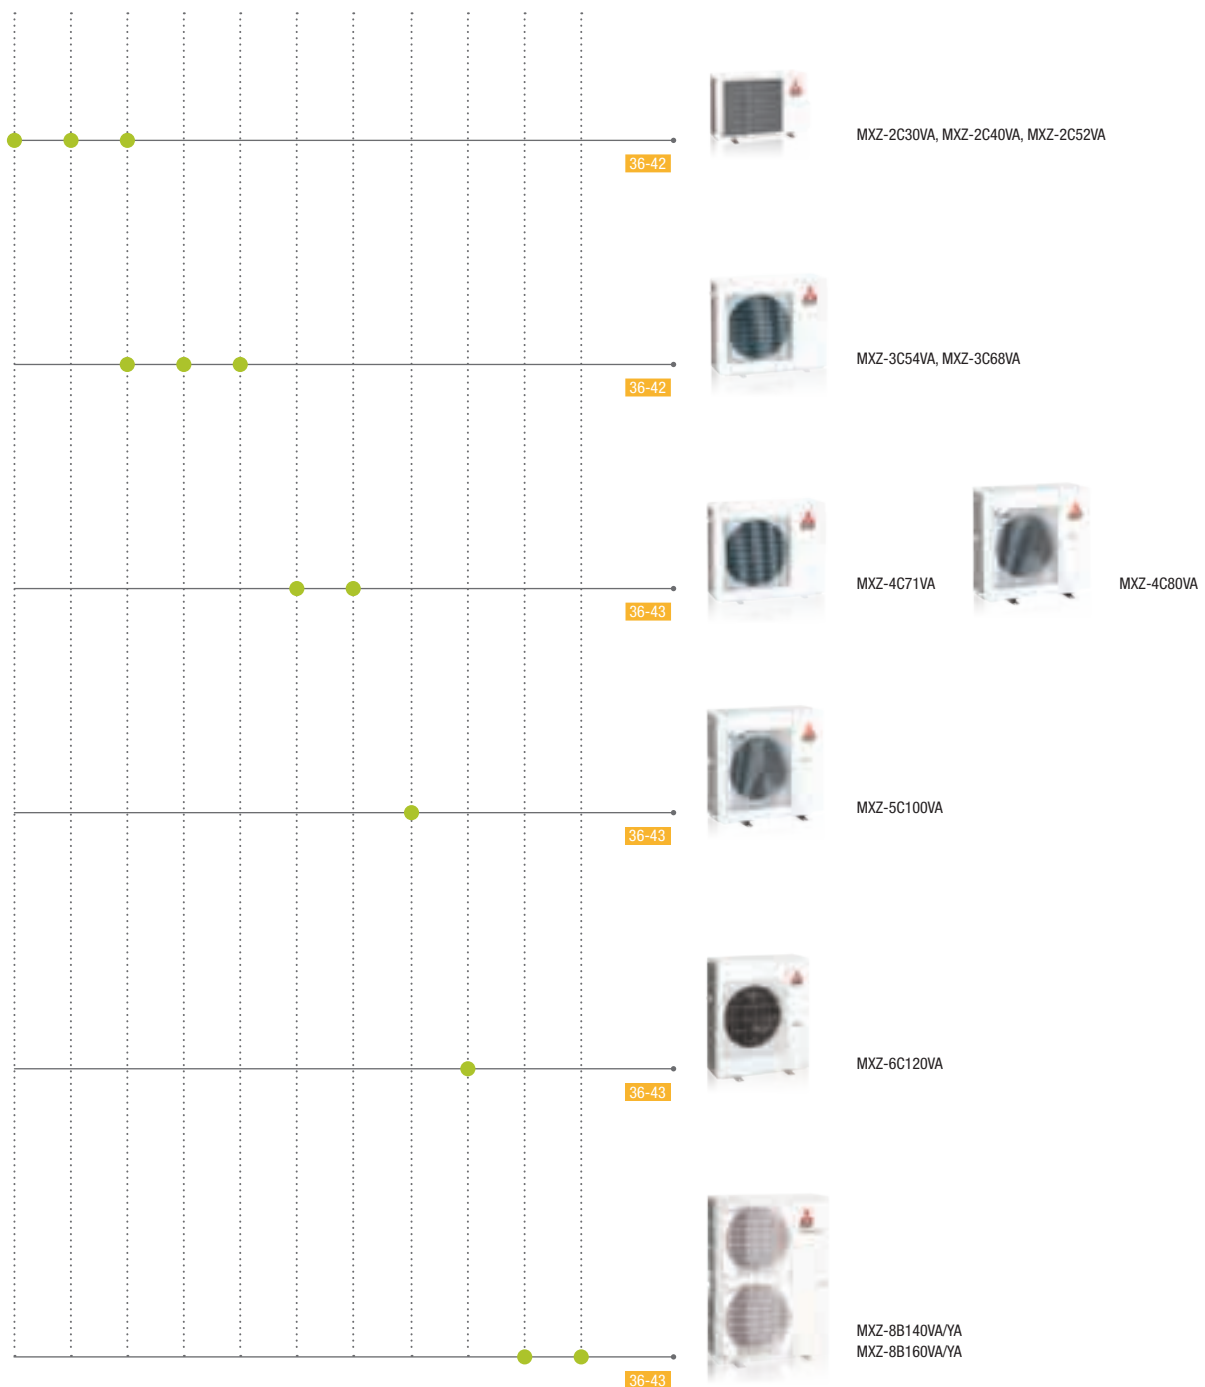 MXZ-2C30VA, MXZ-2C40VA, MXZ-2C52VA
36-42
MXZ-3C54VA, MXZ-3C68VA
36-42
MXZ-4C71VA
MXZ-4C80VA
36-43
MXZ-5C100VA
36-43
MXZ-6C120VA
36-43
MXZ-8B140VA/YA
MXZ-8B160VA/YA
36-43